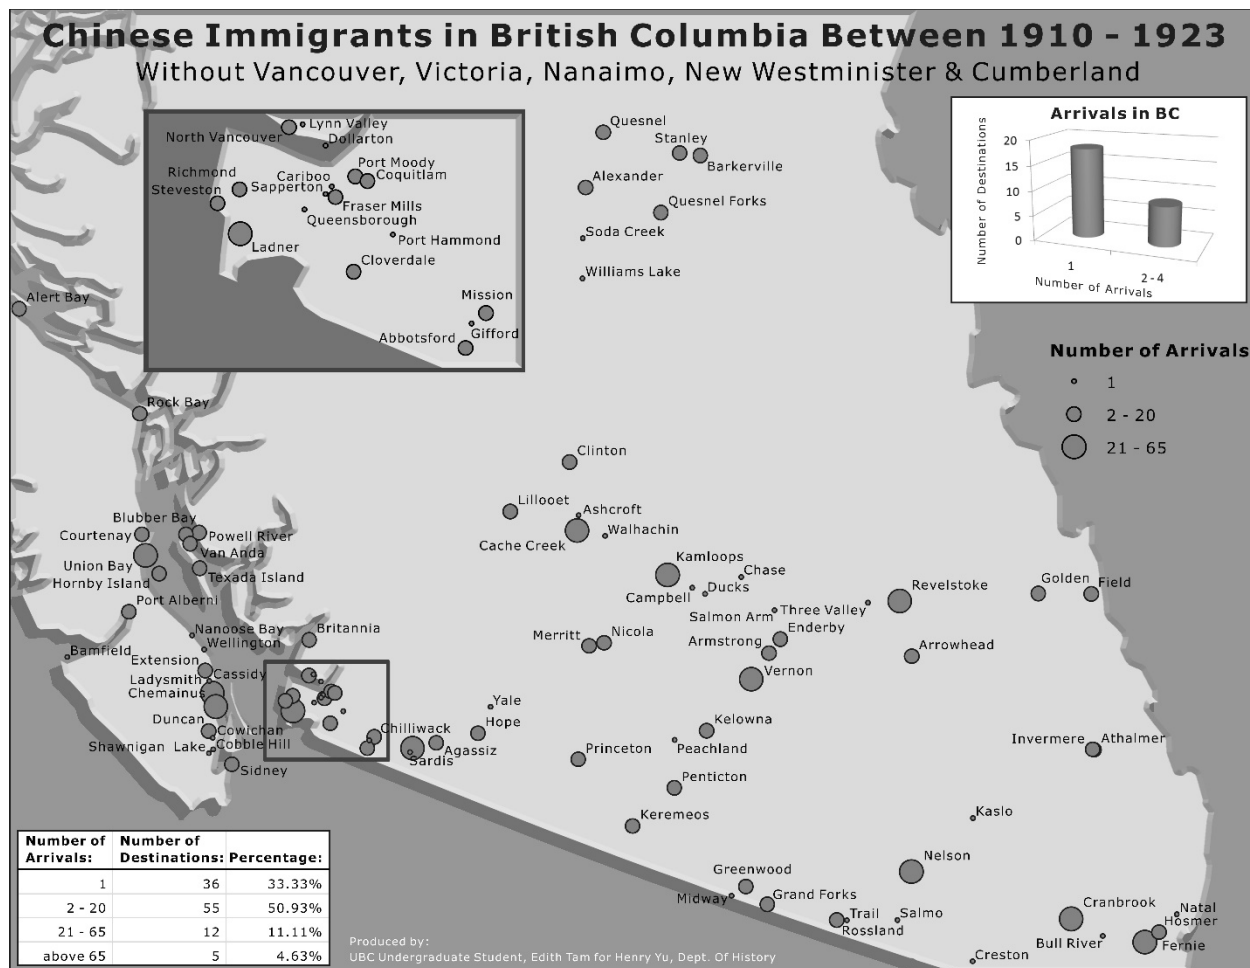 Chinese Immigrants in British Columbia Between 1910 - 1923
Without Vancouver, Victoria, Nanaimo, New Westminister & Cumberland
Lynn Valley
North Vancouver
Dollarton
Port Moody
Richmond
Cariboo
Coquitlam
Steveston
Sapperton
Fraser Mills
Queensborough
Port Hammond
Ladner
Cloverdale
Mission
Gifford
Abbotsford
Quesnel
Stanley
Barkerville
Alexander
Quesnel Forks
Soda Creek
Williams Lake
Arrivals in BC
Number of Destinations
20
15
10
5
0
1
2 - 4
Number of Arrivals
Number of Arrivals
1
2 - 20
21 - 65
Alert Bay
Rock Bay
Clinton
Lillooet
Ashcroft
Cache Creek
Walhachin
Blubber Bay
Courtenay
Powell River
Van Anda
Union Bay
Texada Island
Hornby Island
Port Alberni
Kamloops
Chase
Campbell
Ducks
Salmon Arm
Three Valley
Revelstoke
Golden
Field
Enderby
Armstrong
Arrowhead
Merritt
Nicola
Vernon
Nanoose Bay
Britannia
Wellington
Bamfield
Extension
Ladysmith
Cassidy
Chemainus
Duncan
Cowichan
Shawnigan Lake
Cobble Hill
Sidney
Chilliwack
Sardis
Agassiz
Yale
Hope
Kelowna
Peachland
Princeton
Penticton
Keremeos
Invermere
Athalmer
Kaslo
Nelson
Greenwood
Midway
Grand Forks
Trail
Rossland
Salmo
Cranbrook
Natal
Hosmer
Bull River
Fernie
Creston
Number of Arrivals: Number of Destinations: Percentage:
1 36 33.33%
2 - 20 55 50.93%
21 - 65 12 11.11%
above 65 5 4.63%
Produced by:
UBC Undergraduate Student, Edith Tam for Henry Yu, Dept. Of History